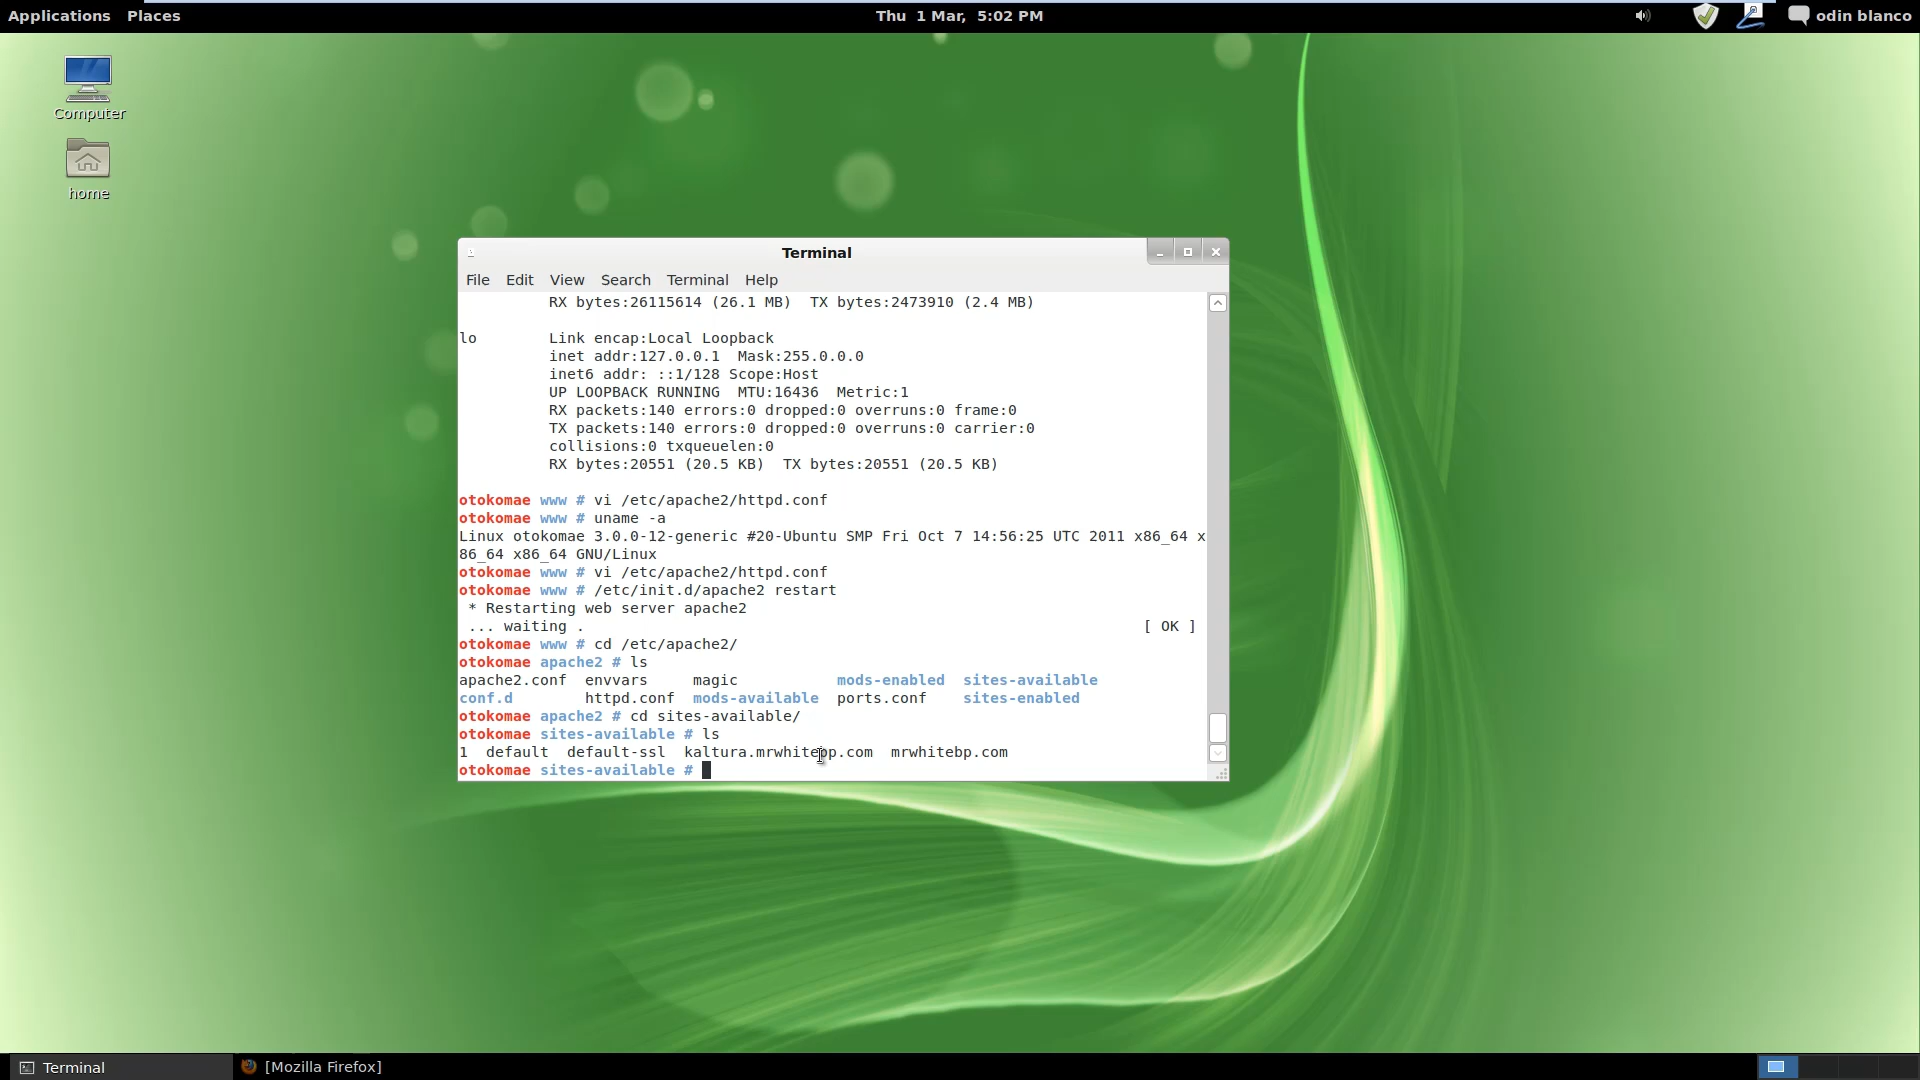 Applications Places Thu 1 Mar, 5:02 PM odin blanco
Computer
home
Terminal
File Edit View Search Terminal Help
RX bytes:26115614 (26.1 MB)  TX bytes:2473910 (2.4 MB)
lo        Link encap:Local Loopback
inet addr:127.0.0.1  Mask:255.0.0.0
inet6 addr: ::1/128 Scope:Host
UP LOOPBACK RUNNING  MTU:16436  Metric:1
RX packets:140 errors:0 dropped:0 overruns:0 frame:0
TX packets:140 errors:0 dropped:0 overruns:0 carrier:0
collisions:0 txqueuelen:0
RX bytes:20551 (20.5 KB)  TX bytes:20551 (20.5 KB)
otokomae www # vi /etc/apache2/httpd.conf
otokomae www # uname -a
Linux otokomae 3.0.0-12-generic #20-Ubuntu SMP Fri Oct 7 14:56:25 UTC 2011 x86_64 x
86_64 x86_64 GNU/Linux
otokomae www # vi /etc/apache2/httpd.conf
otokomae www # /etc/init.d/apache2 restart
* Restarting web server apache2
... waiting . [ OK ]
otokomae www # cd /etc/apache2/
otokomae apache2 # ls
apache2.conf  envvars     magic           mods-enabled  sites-available
conf.d        httpd.conf  mods-available  ports.conf    sites-enabled
otokomae apache2 # cd sites-available/
otokomae sites-available # ls
1  default  default-ssl  kaltura.mrwhitebp.com  mrwhitebp.com
otokomae sites-available #
Terminal [Mozilla Firefox]